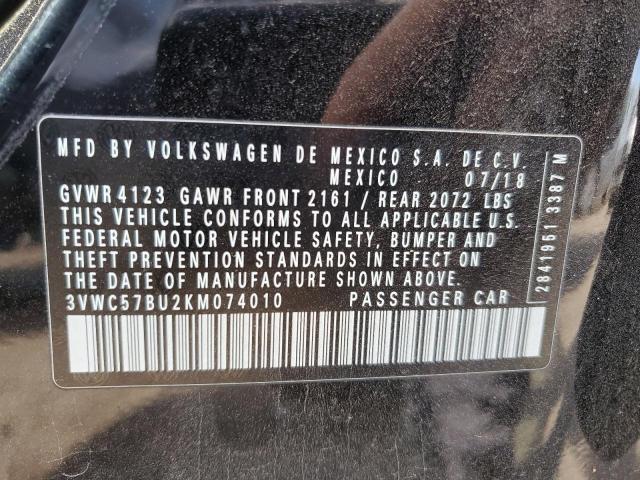 MFD BY VOLKSWAGEN DE MEXICO S.A. DE C.V.
MEXICO 07/18
GVWR 4123 GAWR FRONT 2161 / REAR 2072 LBS
THIS VEHICLE CONFORMS TO ALL APPLICABLE U.S.
FEDERAL MOTOR VEHICLE SAFETY, BUMPER AND
THEFT PREVENTION STANDARDS IN EFFECT ON
THE DATE OF MANUFACTURE SHOWN ABOVE.
3VWC57BU2KM074010 PASSENGER CAR
2841951 3387 M